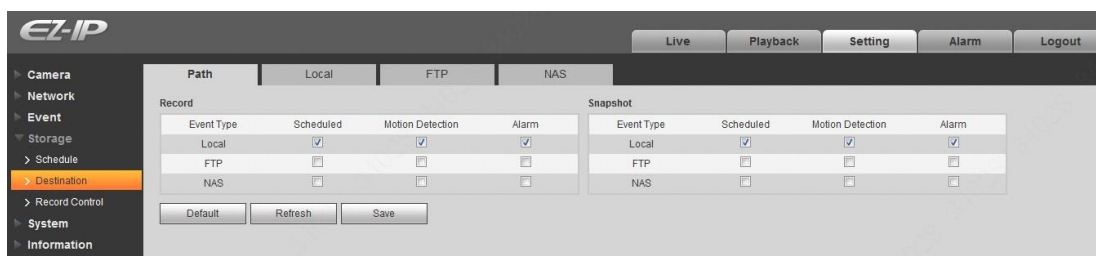 EZ-IP
Live Playback Setting Alarm Logout
Camera
Network
Event
Storage
Schedule
Destination
Record Control
System
Information
Path Local FTP NAS
Record
Event Type Scheduled Motion Detection Alarm
Local
FTP
NAS
Snapshot
Event Type Scheduled Motion Detection Alarm
Local
FTP
NAS
Default Refresh Save